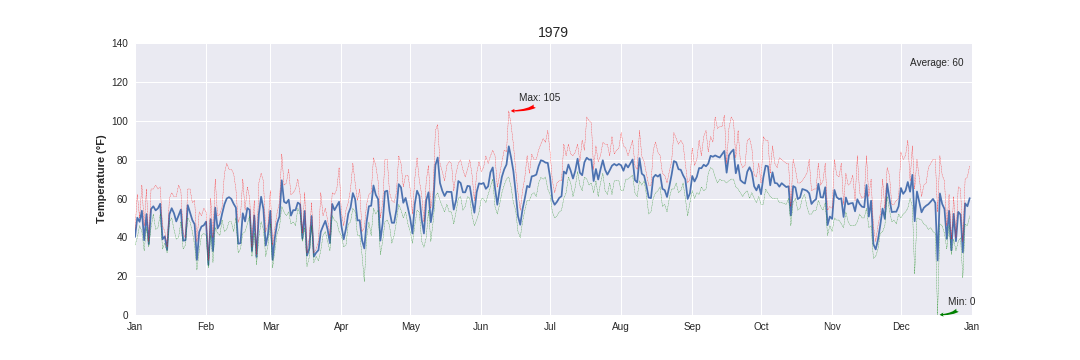 1979
Temperature (°F)
140
120
100
80
60
40
20
0
Average: 60
Max: 105
Min: 0
Jan Feb Mar Apr May Jun Jul Aug Sep Oct Nov Dec Jan